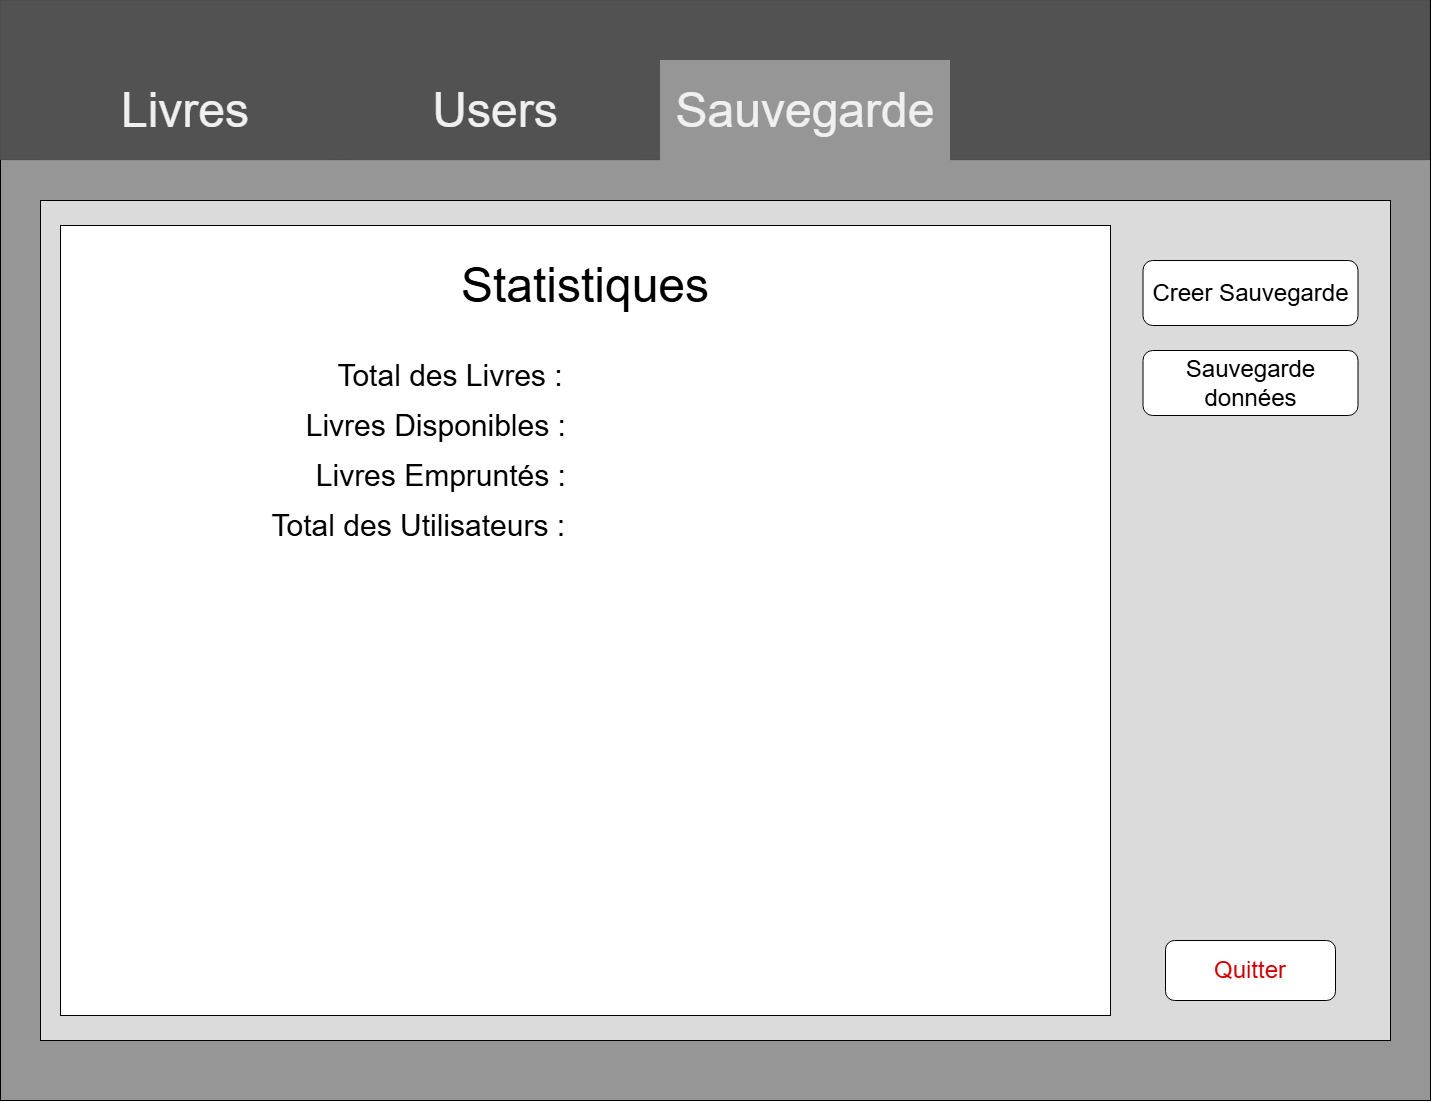 Livres
Users
Sauvegarde
Statistiques
Total des Livres :
Livres Disponibles :
Livres Empruntés :
Total des Utilisateurs :
Creer Sauvegarde
Sauvegarde
données
Quitter